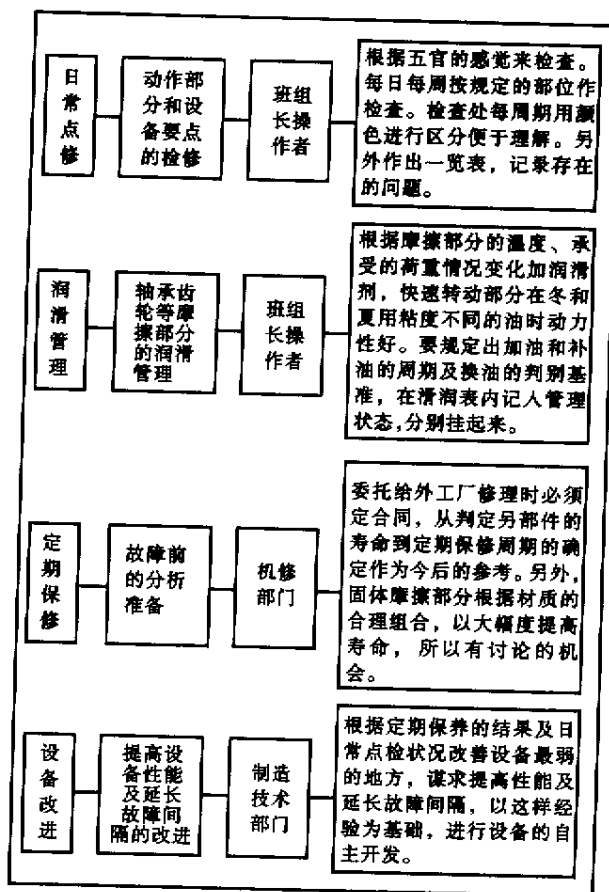 日常点修
动作部
分和设
备要点
的检修
班组
长操
作者
根据五官的感觉来检查。
每日每周按规定的部位作
检查。检查处每周期用颜
色进行区分便于理解。另
外作出一览表，记录存在
的问题。
润滑管理
轴承齿
轮等摩
擦部分
的润滑
管理
班组
长操
作者
根据摩擦部分的温度、承
受的荷重情况变化加润滑
剂，快速转动部分在冬和
夏用粘度不同的油时动力
性好。要规定出加油和补
油的周期及换油的判别基
准，在滑润表内记人管理
状态,分别挂起来。
定期保修
故障前
的分析
准备
机修
部门
委托给外工厂修理时必须
定合同，从判定另部件的
寿命到定期保修周期的确
定作为今后的参考。另外，
固体摩擦部分根据材质的
合理组合，以大幅度提高
寿命，所以有讨论的机
会。
设备改进
提高设
备性能
及延长
故障间
隔的改进
制造
技术
部门
根据定期保养的结果及日
常点检状况改善设备最弱
的地方，谋求提高性能及
延长故障间隔，以这样经
验为基础，进行设备的自
主开发。